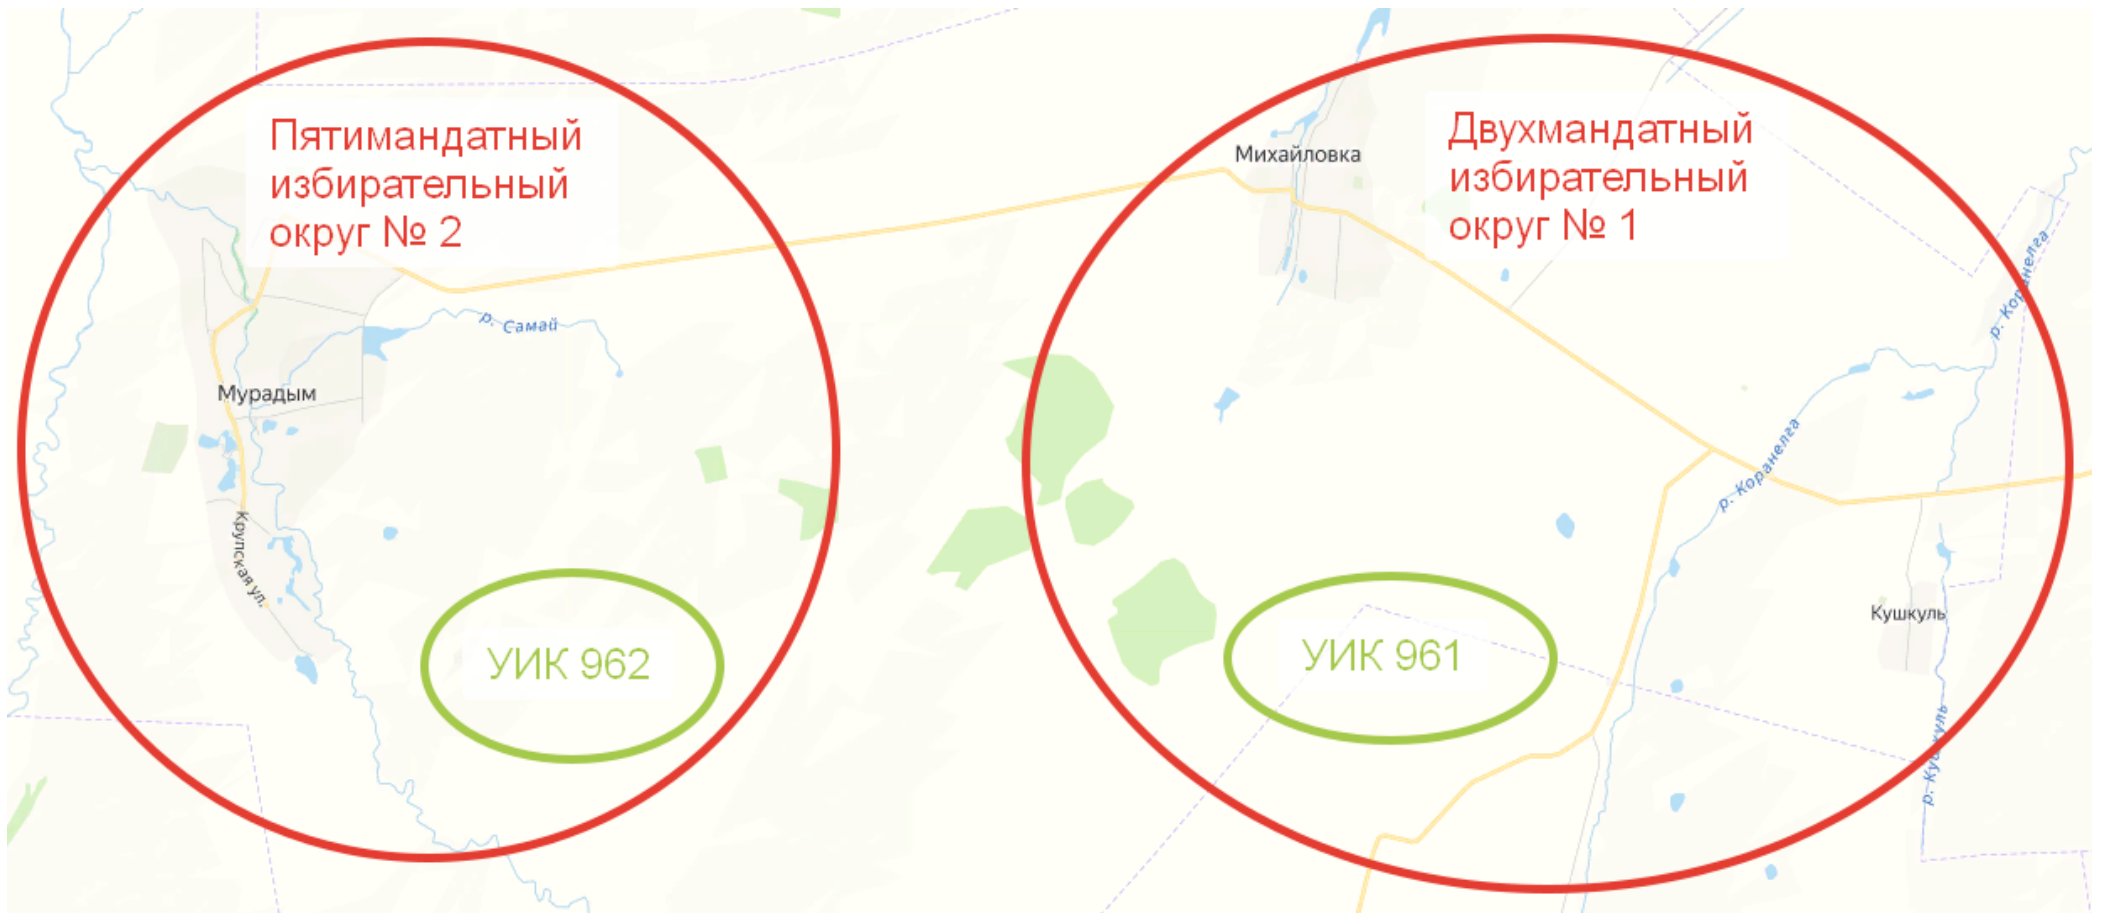 Пятимандатный
избирательный
округ № 2
Двухмандатный
избирательный
округ № 1
Михайловка
р. Коранелга
р. Самай
Мурадым
р. Коранелга
Крупская ул.
Кушкуль
УИК 962
УИК 961
р. Кушкуль